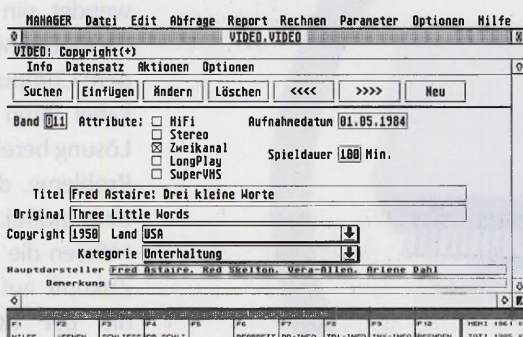 MANAGER Datei Edit Abfrage Report Rechnen Parameter Optionen Hilfe
VIDEO.VIDEO
VIDEO: Copyright(+)
Info Datensatz Aktionen Optionen
Suchen Einfügen Ändern Löschen <<<< >>>> Neu
Band 011 Attribute: HiFi Aufnahmedatum 01.05.1984
Stereo
Zweikanal Spieldauer 100 Min.
LongPlay
SuperVHS
Titel Fred Astaire: Drei kleine Worte
Original Three Little Words
Copyright 1950 Land USA
Kategorie Unterhaltung
Hauptdarsteller Fred Astaire, Red Skelton, Vera-Allen, Arlene Dahl
Bemerkung
F1 F2 F3 F4 F5 F6 F7 F8 F9 F10
HILFE